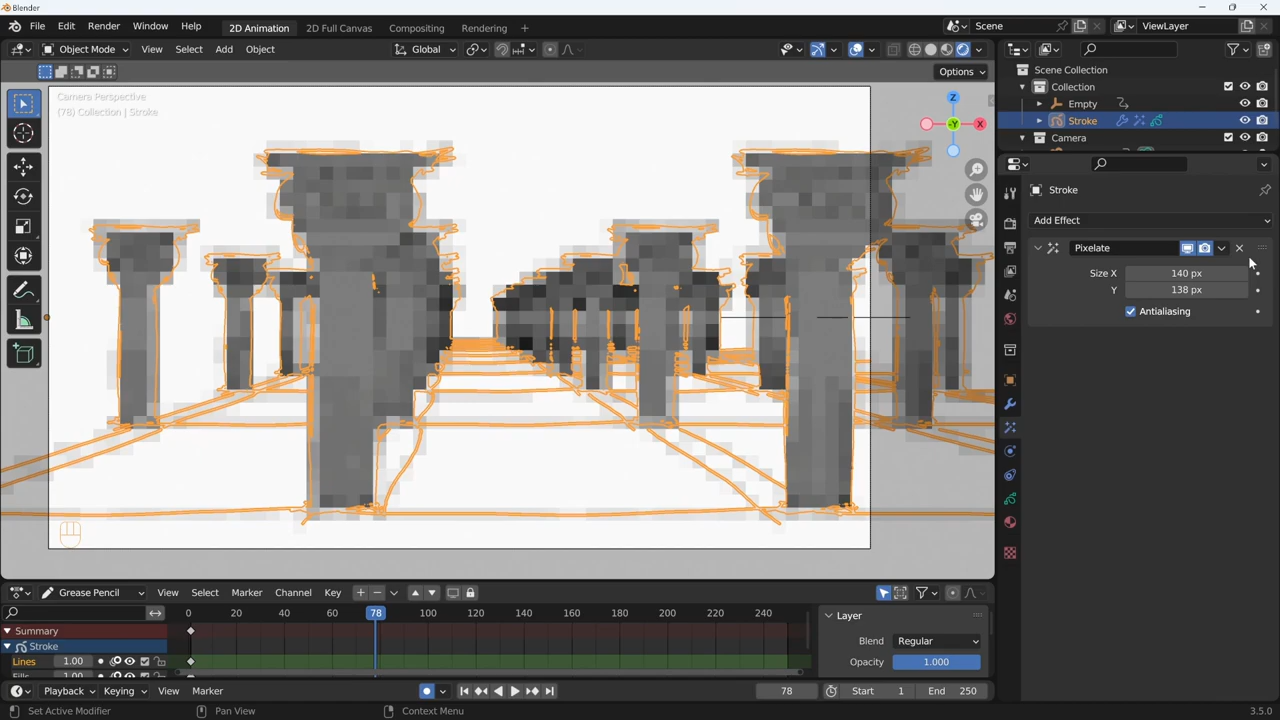 Blender
File Edit Render Window Help 2D Animation 2D Full Canvas Compositing Rendering Scene ViewLayer
Object Mode View Select Add Object Global
Options
Camera Perspective
(78) Collection | Stroke
Z
-Y X
Scene Collection
Collection
Empty
Stroke
Camera
Stroke
Add Effect
Pixelate
Size X 140 px
Y 138 px
Antialiasing
Grease Pencil View Select Marker Channel Key
0 20 40 60 78 100 120 140 160 180 200 220 240
Summary
Stroke
Lines 1.00
Fills 1.00
Layer
Blend Regular
Opacity 1.000
Playback Keying View Marker 78 Start 1 End 250
Set Active Modifier Pan View Context Menu 3.5.0